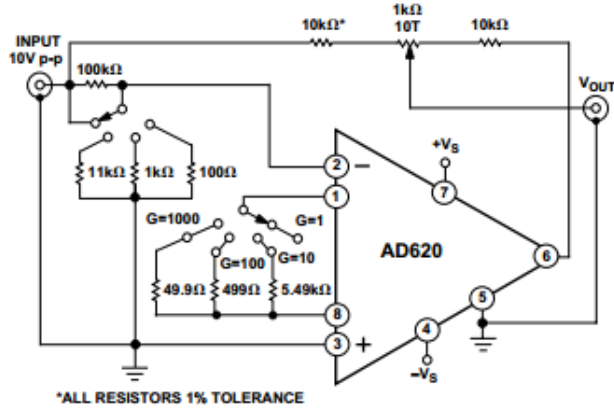 10kΩ*
1kΩ
10T
10kΩ
INPUT
10V p-p
100kΩ
VOUT
11kΩ
1kΩ
100Ω
+VS
2
–
1
7
G=1000
G=1
G=100
G=10
AD620
6
49.9Ω
499Ω
5.49kΩ
8
5
4
3
+
–VS
*ALL RESISTORS 1% TOLERANCE